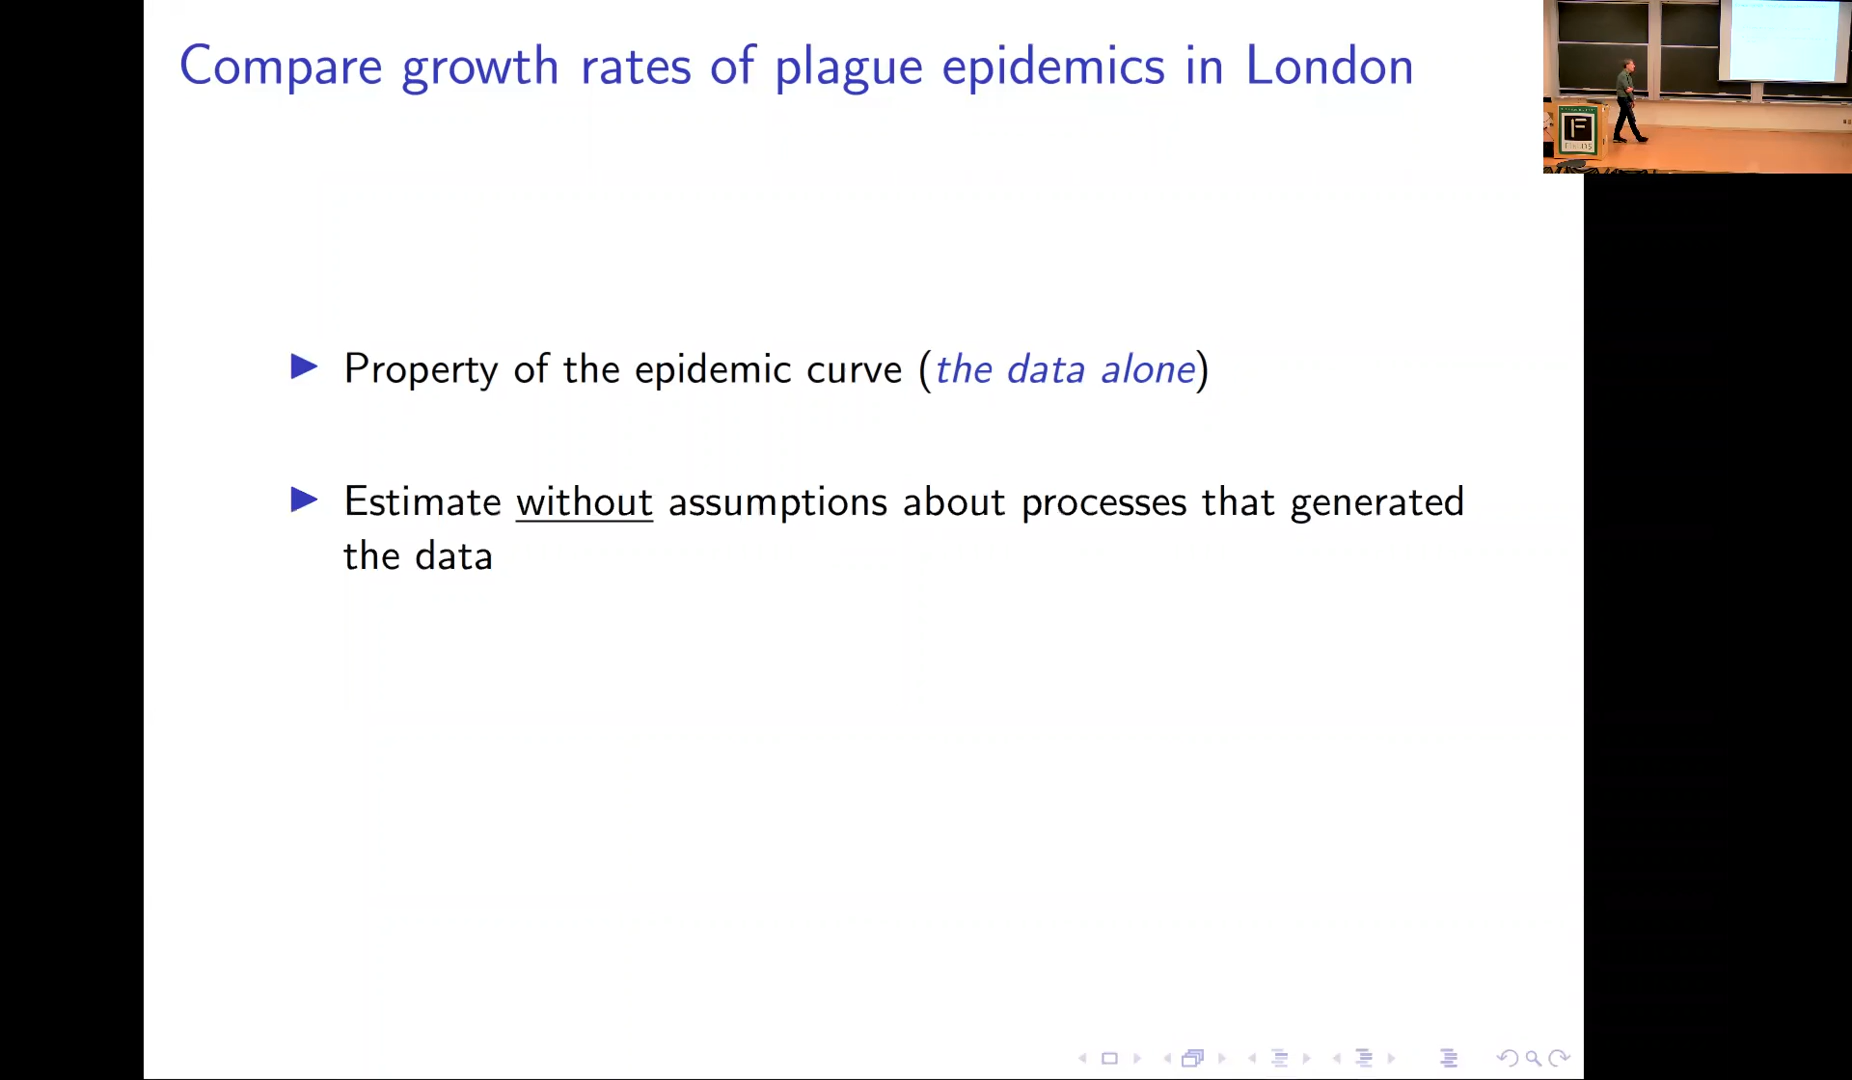 Compare growth rates of plague epidemics in London
Property of the epidemic curve (the data alone)
Estimate without assumptions about processes that generated
the data
F
FIELDS